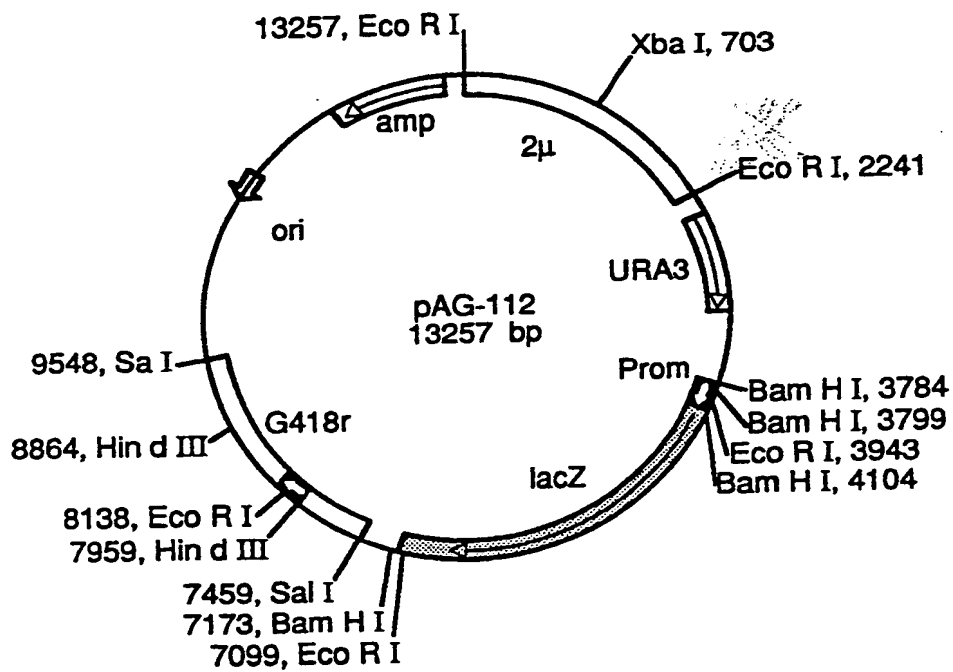 13257, Eco R I
Xba I, 703
amp
2μ
Eco R I, 2241
ori
URA3
pAG-112
13257 bp
9548, Sa I
Prom
Bam H I, 3784
Bam H I, 3799
G418r
Eco R I, 3943
8864, Hin d III
lacZ
Bam H I, 4104
8138, Eco R I
7959, Hin d III
7459, Sal I
7173, Bam H I
7099, Eco R I